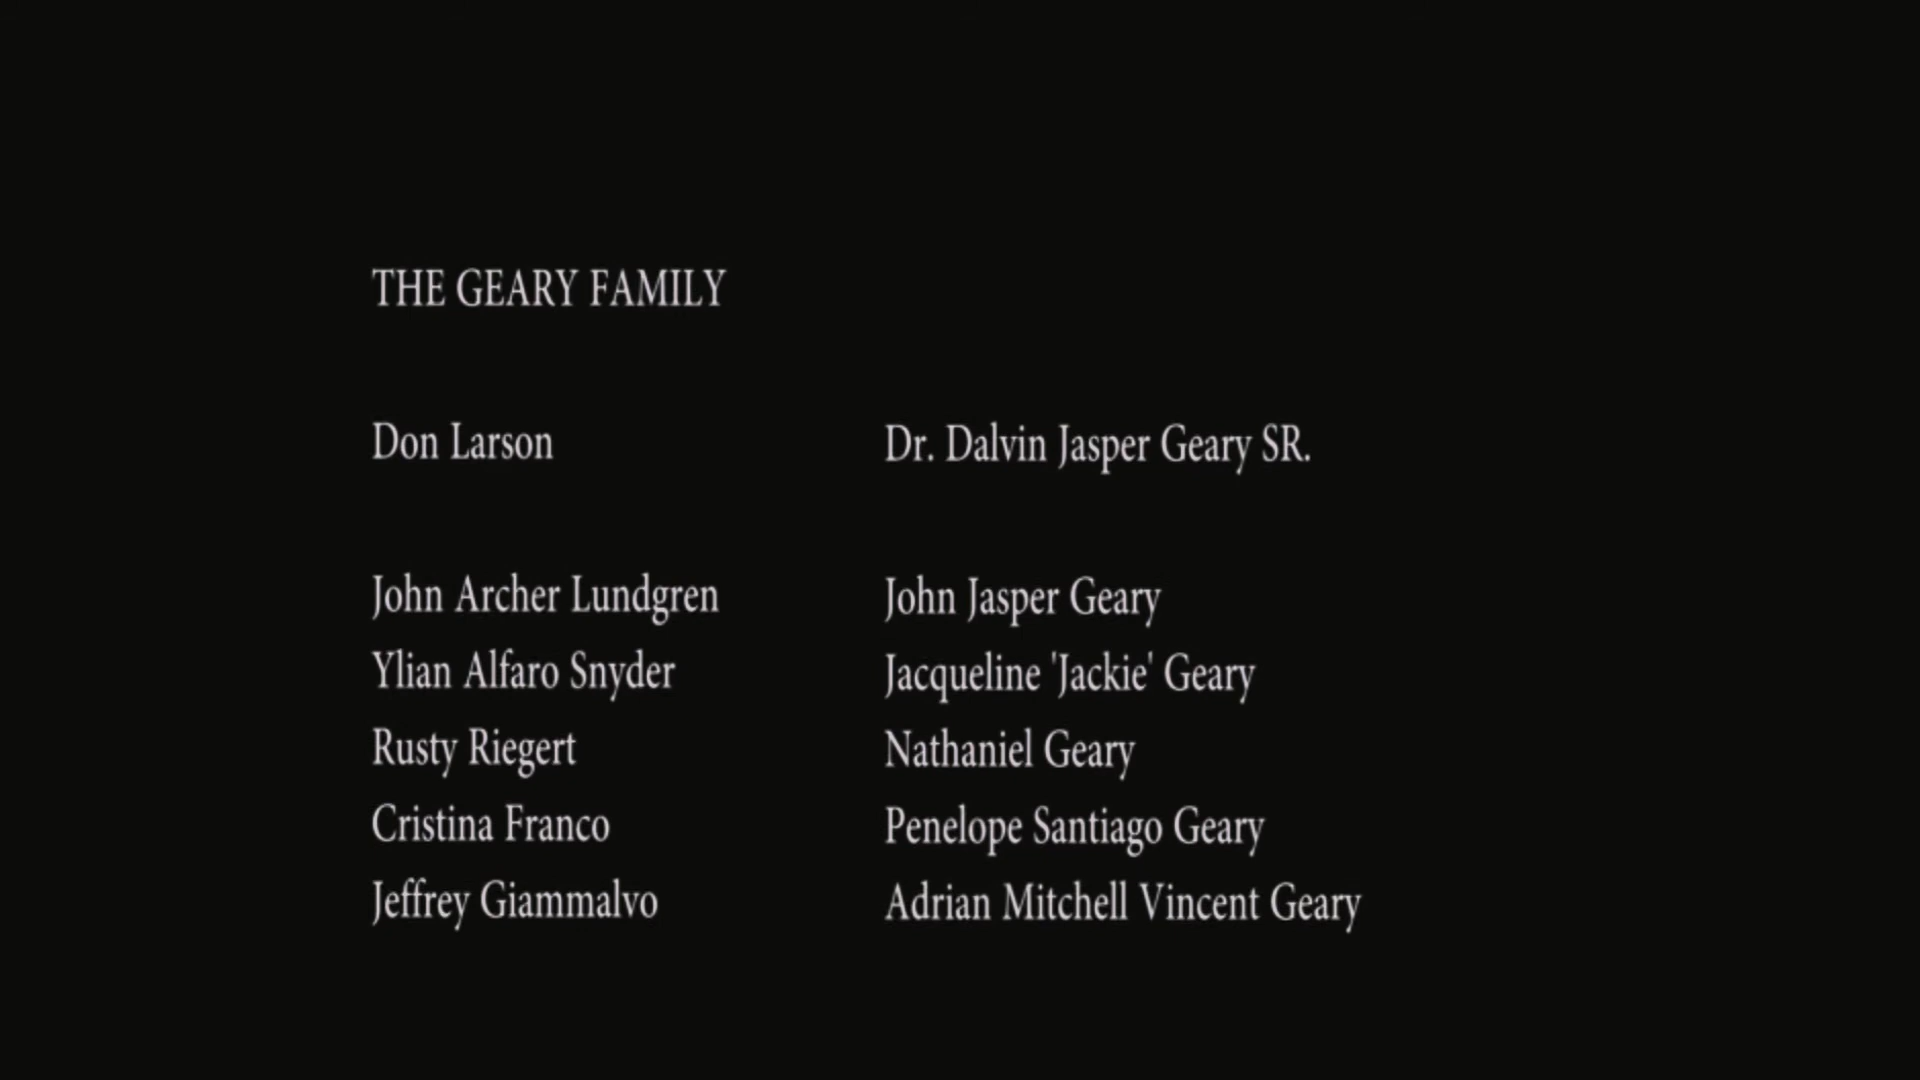 THE GEARY FAMILY
Don Larson Dr. Dalvin Jasper Geary SR.
John Archer Lundgren John Jasper Geary
Ylian Alfaro Snyder Jacqueline 'Jackie' Geary
Rusty Riegert Nathaniel Geary
Cristina Franco Penelope Santiago Geary
Jeffrey Giammalvo Adrian Mitchell Vincent Geary